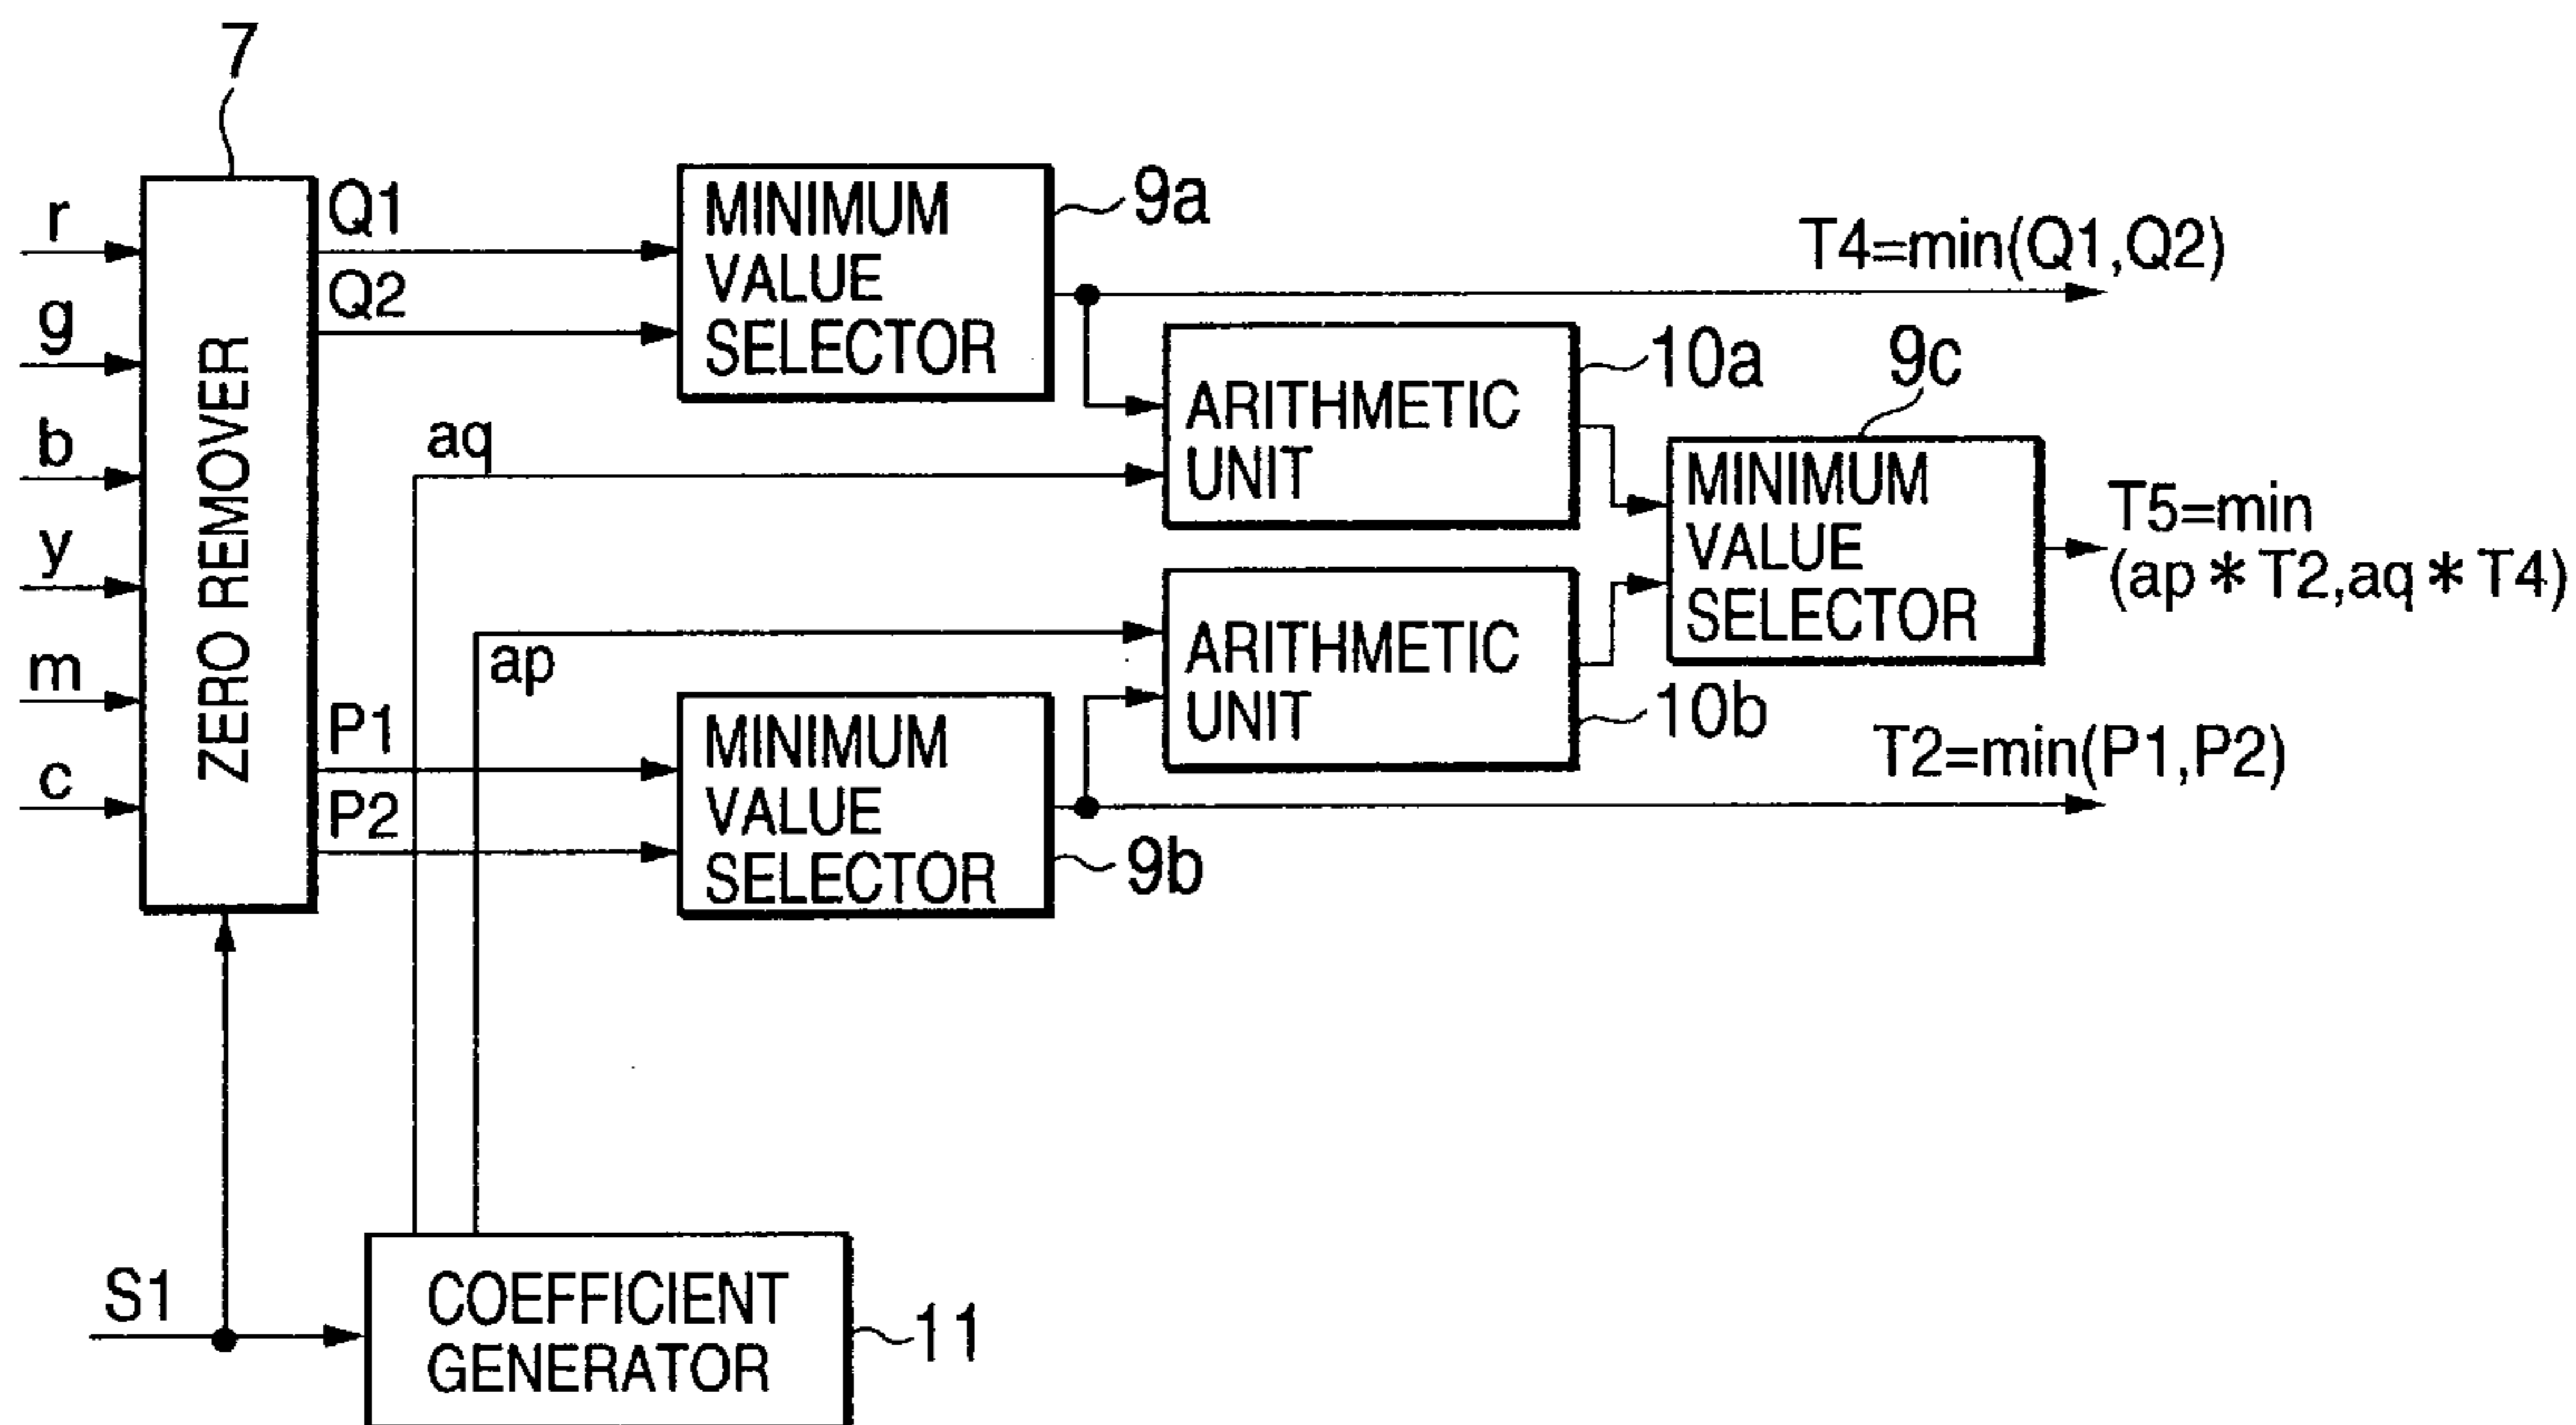 7
r
g
b
y
m
c
ZERO REMOVER
Q1
Q2
MINIMUM
VALUE
SELECTOR
9a
T4=min(Q1,Q2)
aq
ARITHMETIC
UNIT
10a
9c
MINIMUM
VALUE
SELECTOR
T5=min
(ap*T2,aq*T4)
ap
ARITHMETIC
UNIT
10b
P1
P2
MINIMUM
VALUE
SELECTOR
9b
T2=min(P1,P2)
S1
COEFFICIENT
GENERATOR
11